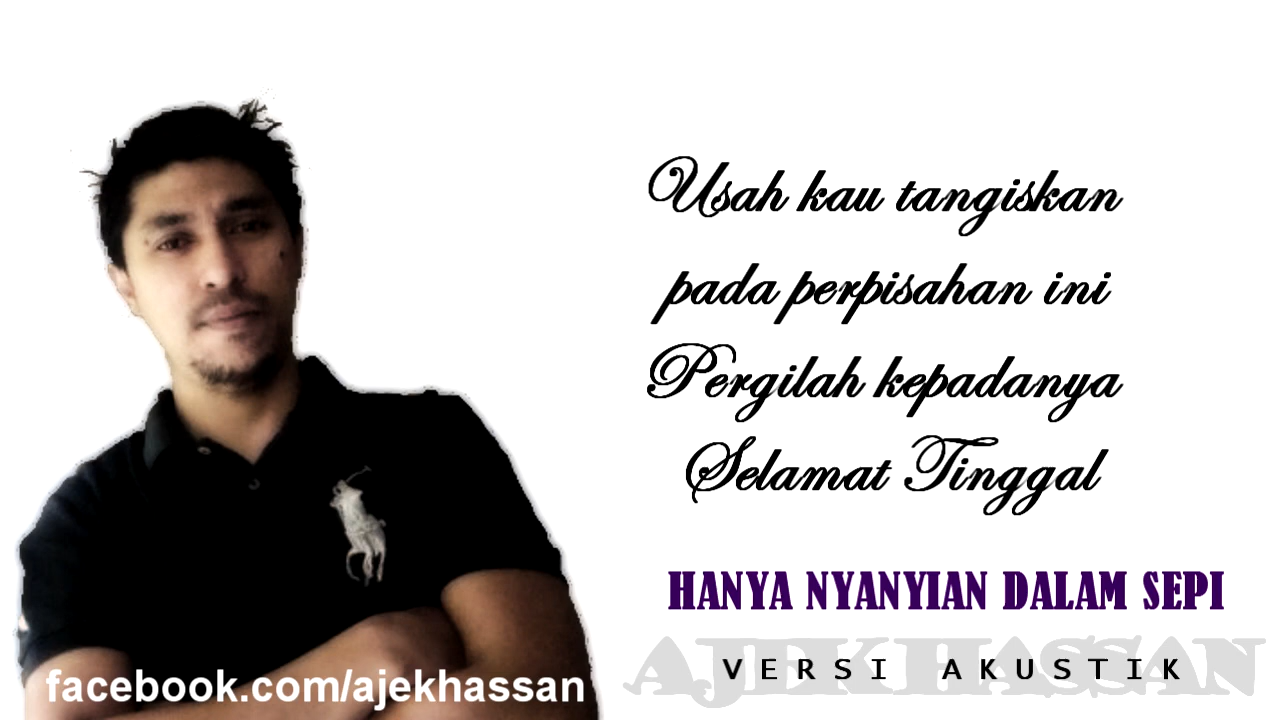 Usah kau tangiskan
pada perpisahan ini
Pergilah kepadanya
Selamat Tinggal
HANYA NYANYIAN DALAM SEPI
AJEK HASSAN
VERSI AKUSTIK
facebook.com/ajekhassan